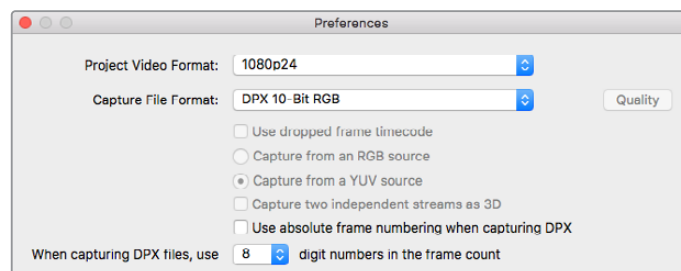 Preferences
Project Video Format: 1080p24
Capture File Format: DPX 10-Bit RGB Quality
Use dropped frame timecode
Capture from an RGB source
Capture from a YUV source
Capture two independent streams as 3D
Use absolute frame numbering when capturing DPX
When capturing DPX files, use 8 digit numbers in the frame count